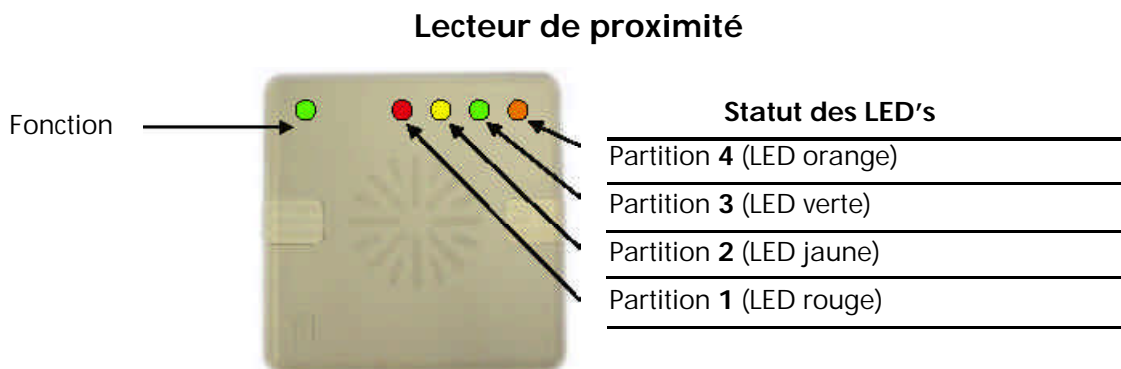 Lecteur de proximité
Fonction
Statut des LED's
Partition 4 (LED orange)
Partition 3 (LED verte)
Partition 2 (LED jaune)
Partition 1 (LED rouge)